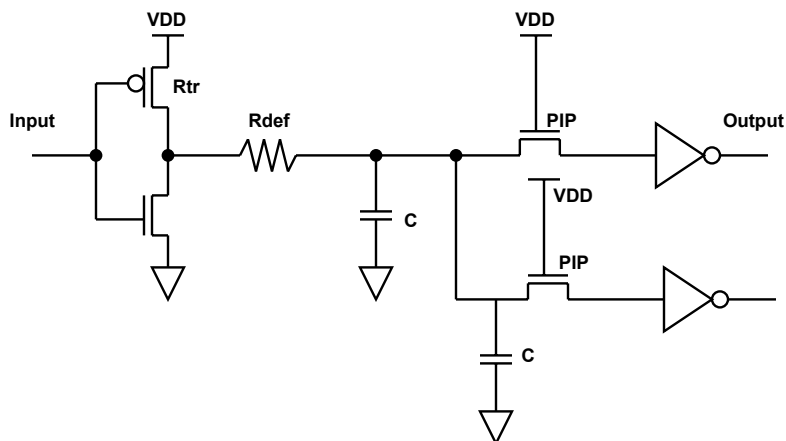 VDD
VDD
Rtr
Input
Rdef
PIP
Output
VDD
C
PIP
C